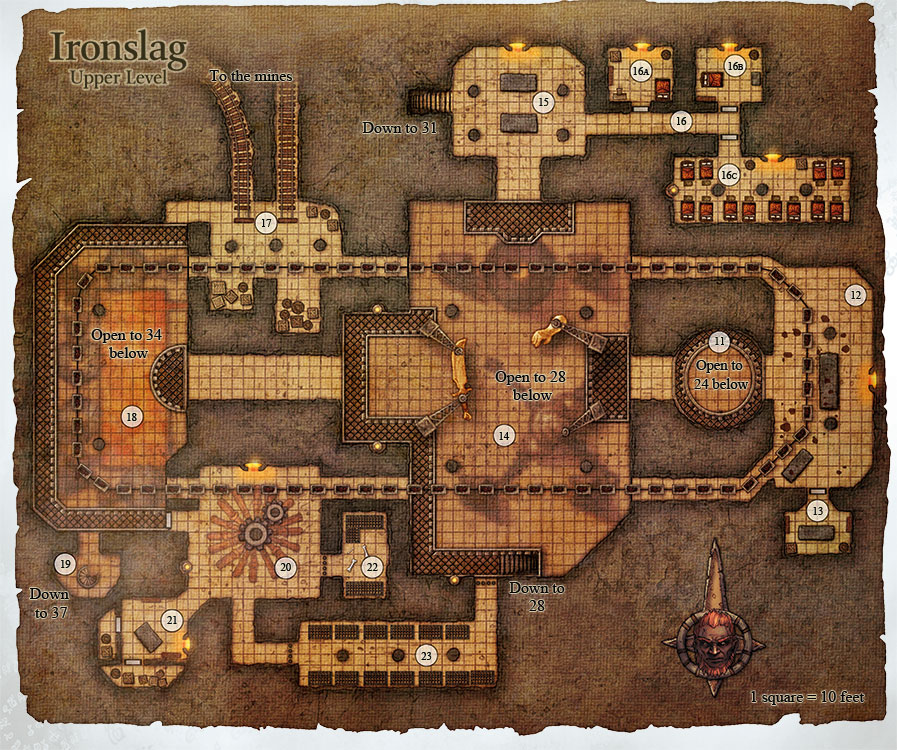 Ironslag
Upper Level
To the mines
15
16A
16B
Down to 31
16
16C
17
12
Open to 34
below
11
Open to
24 below
Open to 28
below
18
14
13
19
20
22
Down
to 37
Down to
28
21
23
1 square = 10 feet